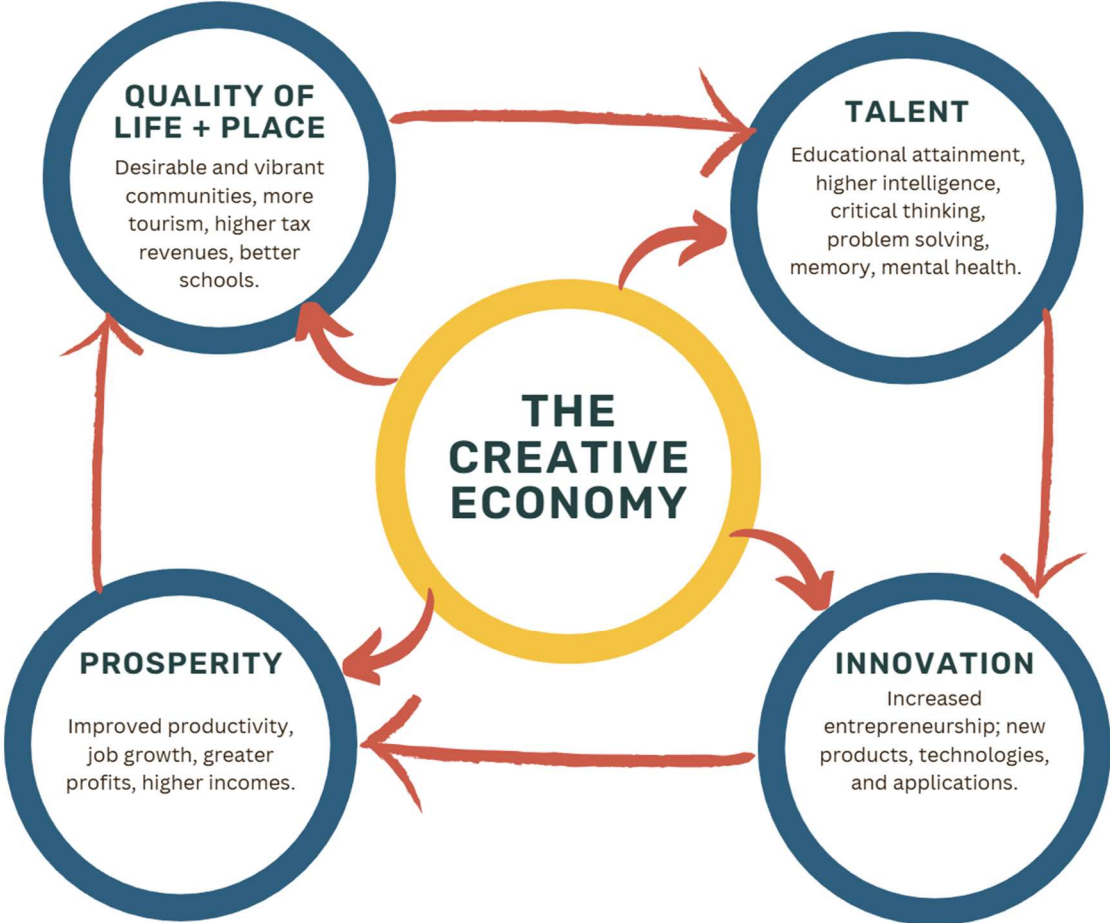 QUALITY OF
LIFE + PLACE
Desirable and vibrant
communities, more
tourism, higher tax
revenues, better
schools.
TALENT
Educational attainment,
higher intelligence,
critical thinking,
problem solving,
memory, mental health.
THE
CREATIVE
ECONOMY
PROSPERITY
Improved productivity,
job growth, greater
profits, higher incomes.
INNOVATION
Increased
entrepreneurship; new
products, technologies,
and applications.